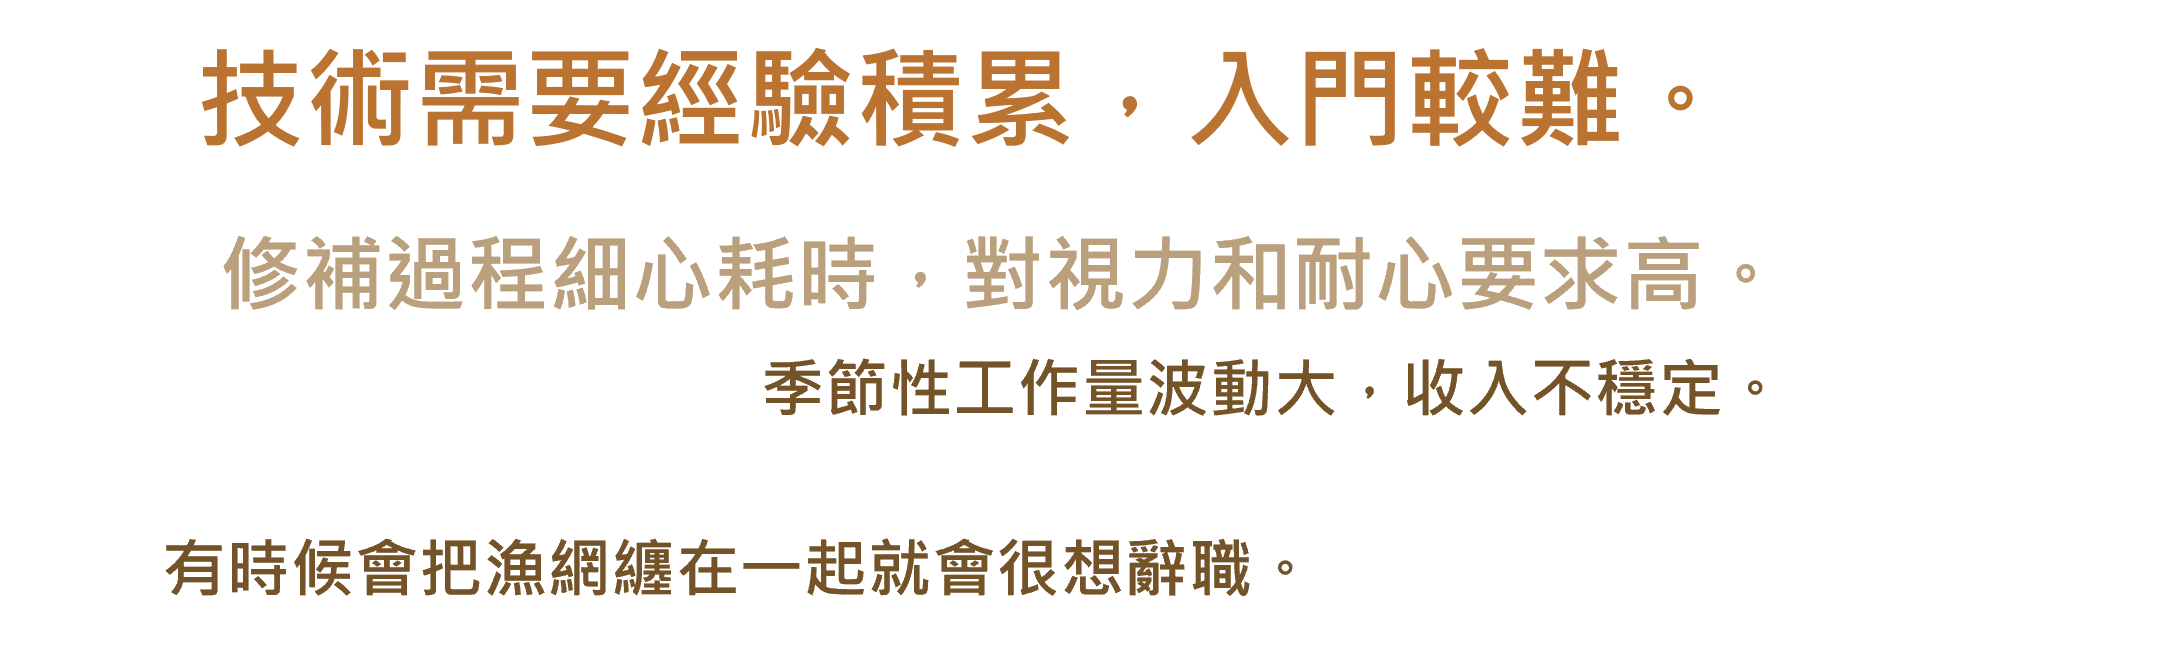 技術需要經驗積累，入門較難。
修補過程細心耗時，對視力和耐心要求高。
季節性工作量波動大，收入不穩定。
有時候會把漁網纏在一起就會很想辭職。